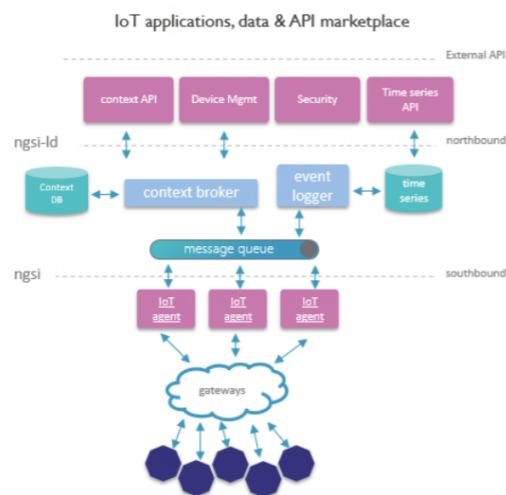 IoT applications, data & API marketplace
External API
context API
Device Mgmt
Security
Time series
API
ngsi-ld
northbound
Context
DB
context broker
event
logger
time
series
message queue
ngsi
southbound
IoT
agent
IoT
agent
IoT
agent
gateways